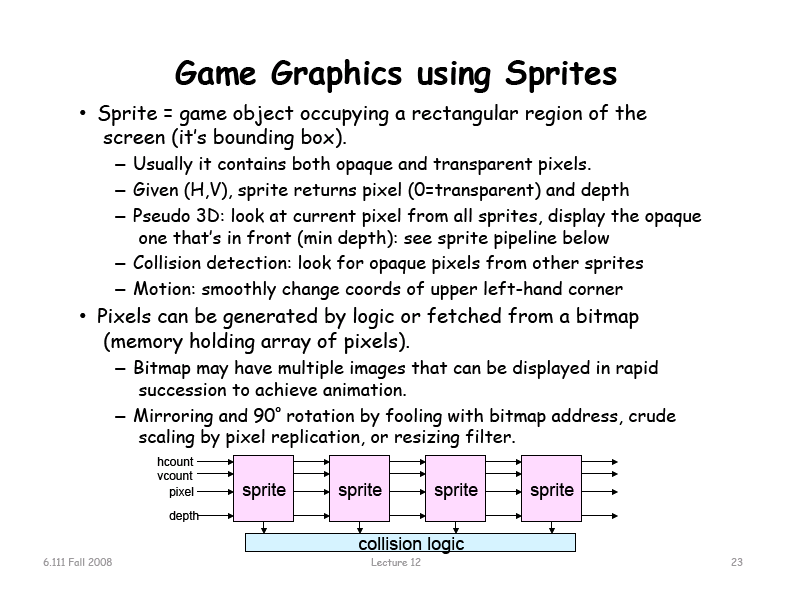 Game Graphics using Sprites
• Sprite = game object occupying a rectangular region of the
screen (it's bounding box).
– Usually it contains both opaque and transparent pixels.
– Given (H,V), sprite returns pixel (0=transparent) and depth
– Pseudo 3D: look at current pixel from all sprites, display the opaque
one that's in front (min depth): see sprite pipeline below
– Collision detection: look for opaque pixels from other sprites
– Motion: smoothly change coords of upper left-hand corner
• Pixels can be generated by logic or fetched from a bitmap
(memory holding array of pixels).
– Bitmap may have multiple images that can be displayed in rapid
succession to achieve animation.
– Mirroring and 90° rotation by fooling with bitmap address, crude
scaling by pixel replication, or resizing filter.
hcount
vcount
pixel
depth
sprite sprite sprite sprite
collision logic
6.111 Fall 2008 Lecture 12 23